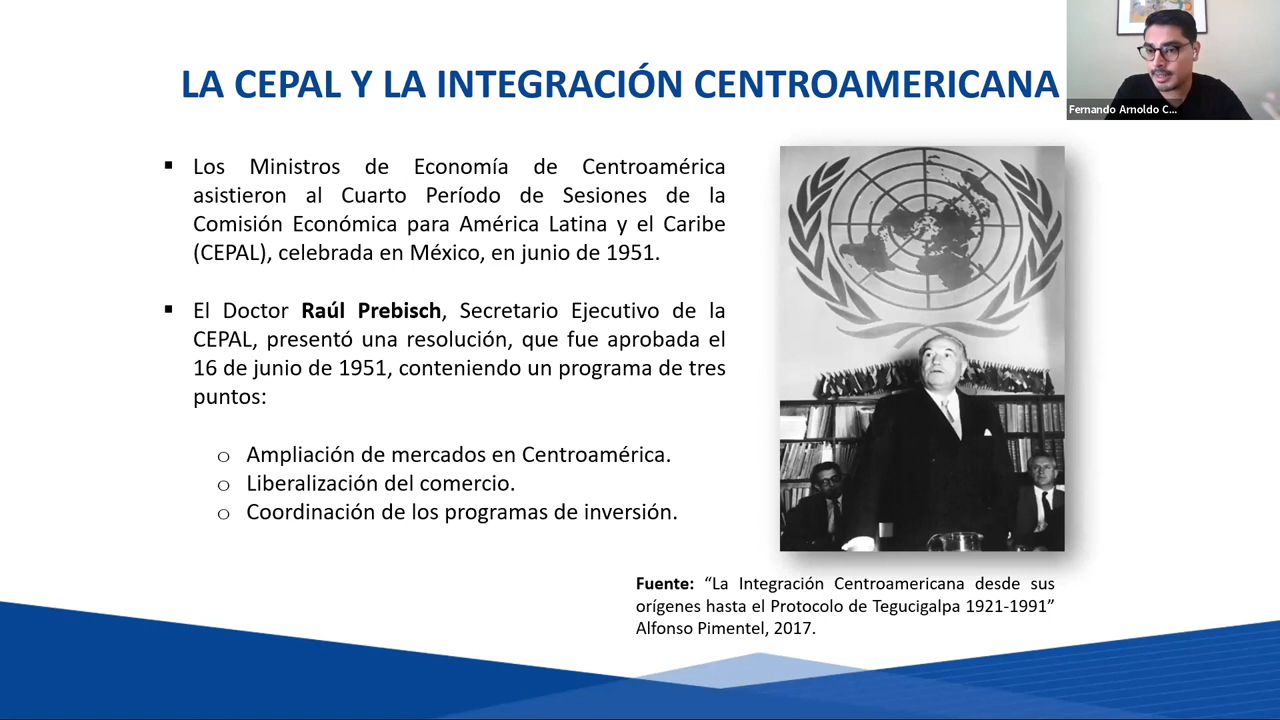 LA CEPAL Y LA INTEGRACIÓN CENTROAMERICANA
Fernando Arnoldo C...
▪ Los Ministros de Economía de Centroamérica
asistieron al Cuarto Período de Sesiones de la
Comisión Económica para América Latina y el Caribe
(CEPAL), celebrada en México, en junio de 1951.
▪ El Doctor Raúl Prebisch, Secretario Ejecutivo de la
CEPAL, presentó una resolución, que fue aprobada el
16 de junio de 1951, conteniendo un programa de tres
puntos:
o Ampliación de mercados en Centroamérica.
o Liberalización del comercio.
o Coordinación de los programas de inversión.
Fuente: “La Integración Centroamericana desde sus
orígenes hasta el Protocolo de Tegucigalpa 1921-1991”
Alfonso Pimentel, 2017.